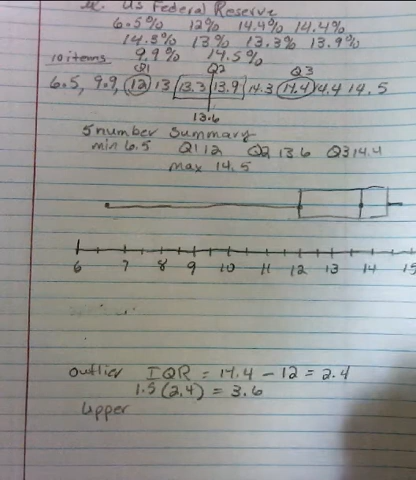 ex. US Federal Reserve
6.5% 12% 14.4% 14.4%
14.3% 13% 13.3% 13.9%
9.9% 14.5%
10 items
Q1 Q2 Q3
6.5, 9.9, 12 13 13.3 13.9 14.3 14.4 14.4 14.5
13.6
5 number Summary
min 6.5 Q1 12 Q2 13.6 Q3 14.4
max 14.5
6 7 8 9 10 11 12 13 14 15
Outlier IQR = 14.4 - 12 = 2.4
1.5(2.4) = 3.6
Upper